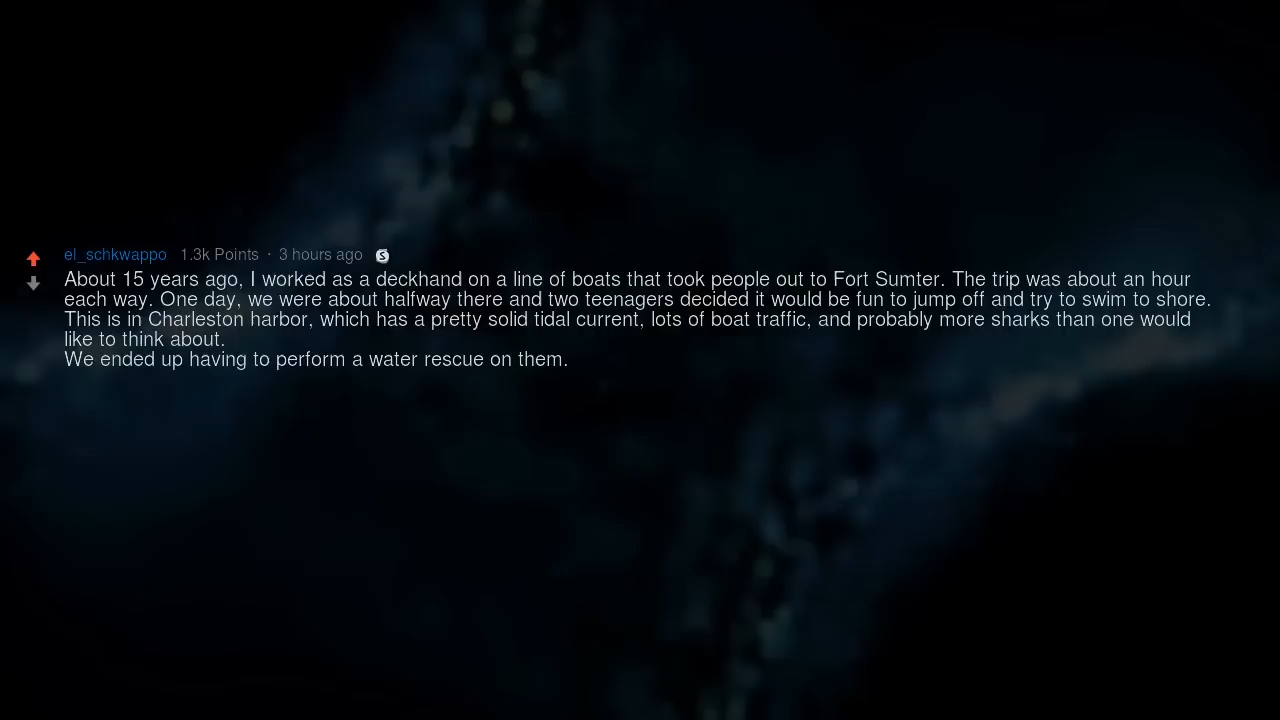 el_schkwappo 1.3k Points · 3 hours ago S
About 15 years ago, I worked as a deckhand on a line of boats that took people out to Fort Sumter. The trip was about an hour
each way. One day, we were about halfway there and two teenagers decided it would be fun to jump off and try to swim to shore.
This is in Charleston harbor, which has a pretty solid tidal current, lots of boat traffic, and probably more sharks than one would
like to think about.
We ended up having to perform a water rescue on them.